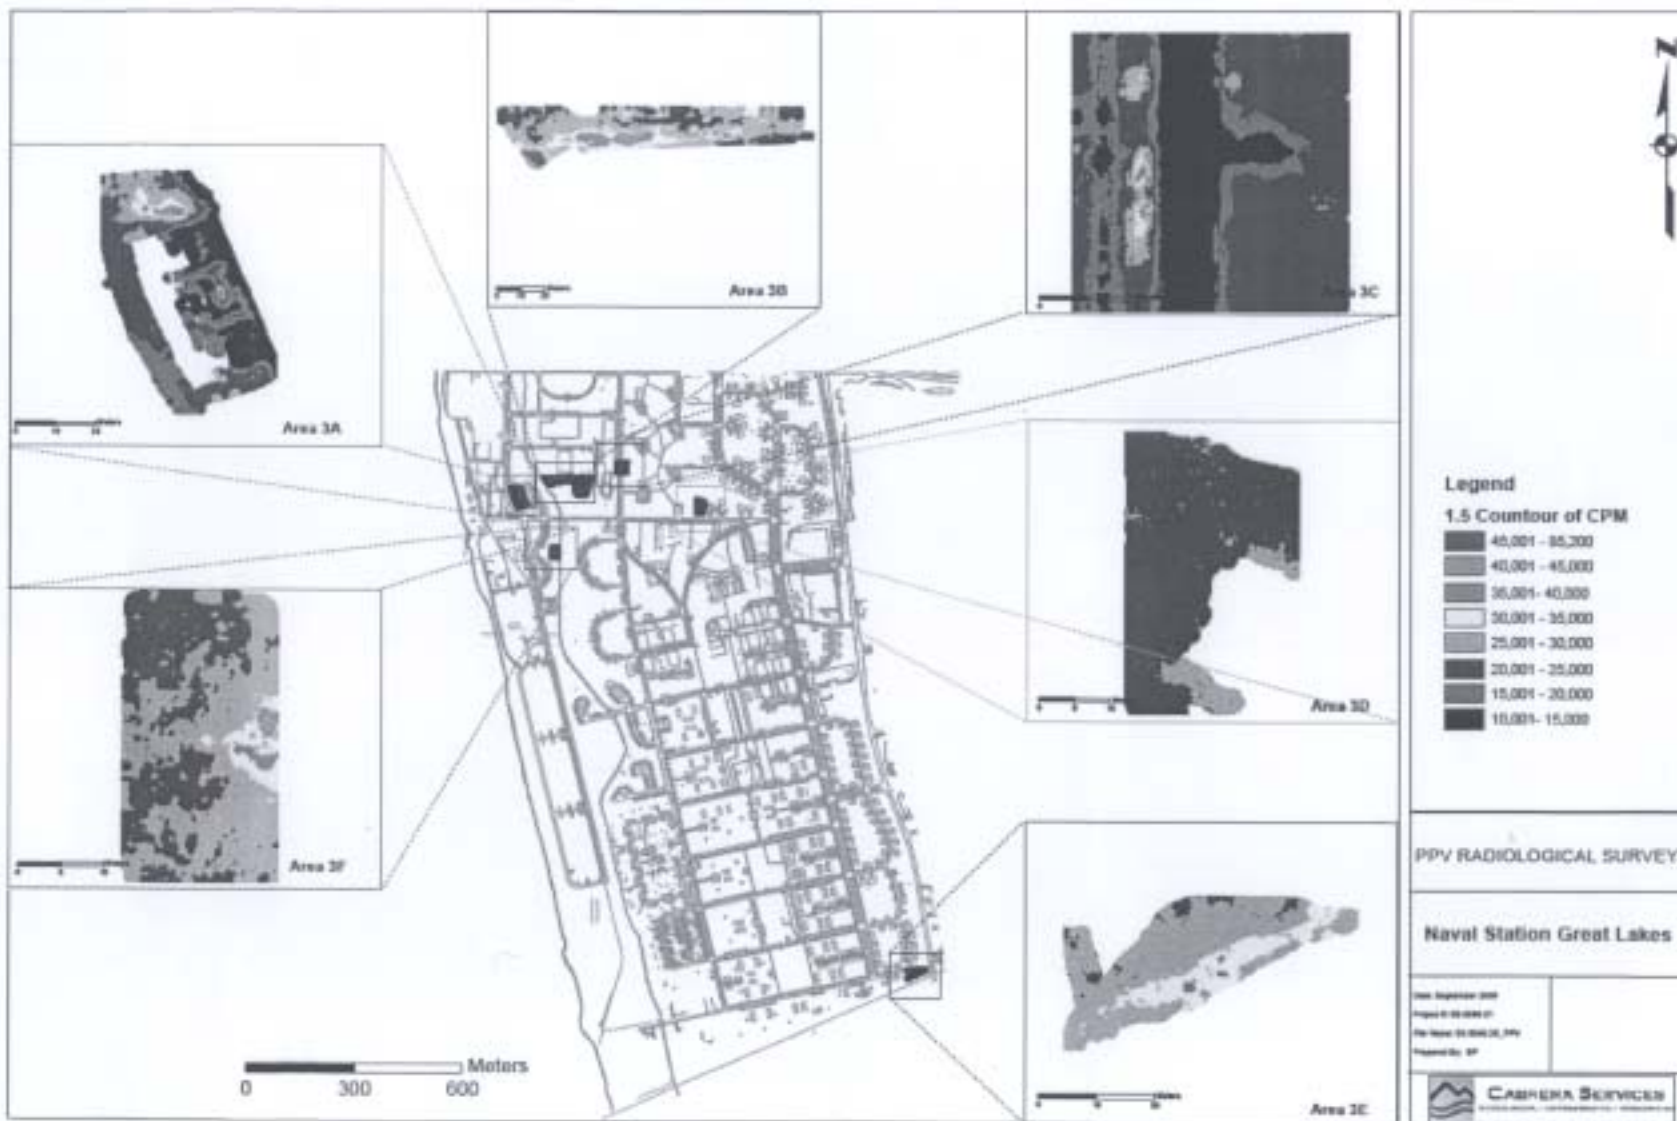 Area 3B
Area 3C
Area 3A
Area 3D
Area 3F
Area 3E
0 300 600 Meters
Legend
1.5 Countour of CPM
45,001 - 85,200
40,001 - 45,000
35,001 - 40,000
30,001 - 35,000
25,001 - 30,000
20,001 - 25,000
15,001 - 20,000
10,001 - 15,000
PPV RADIOLOGICAL SURVEY
Naval Station Great Lakes
CABRERA SERVICES